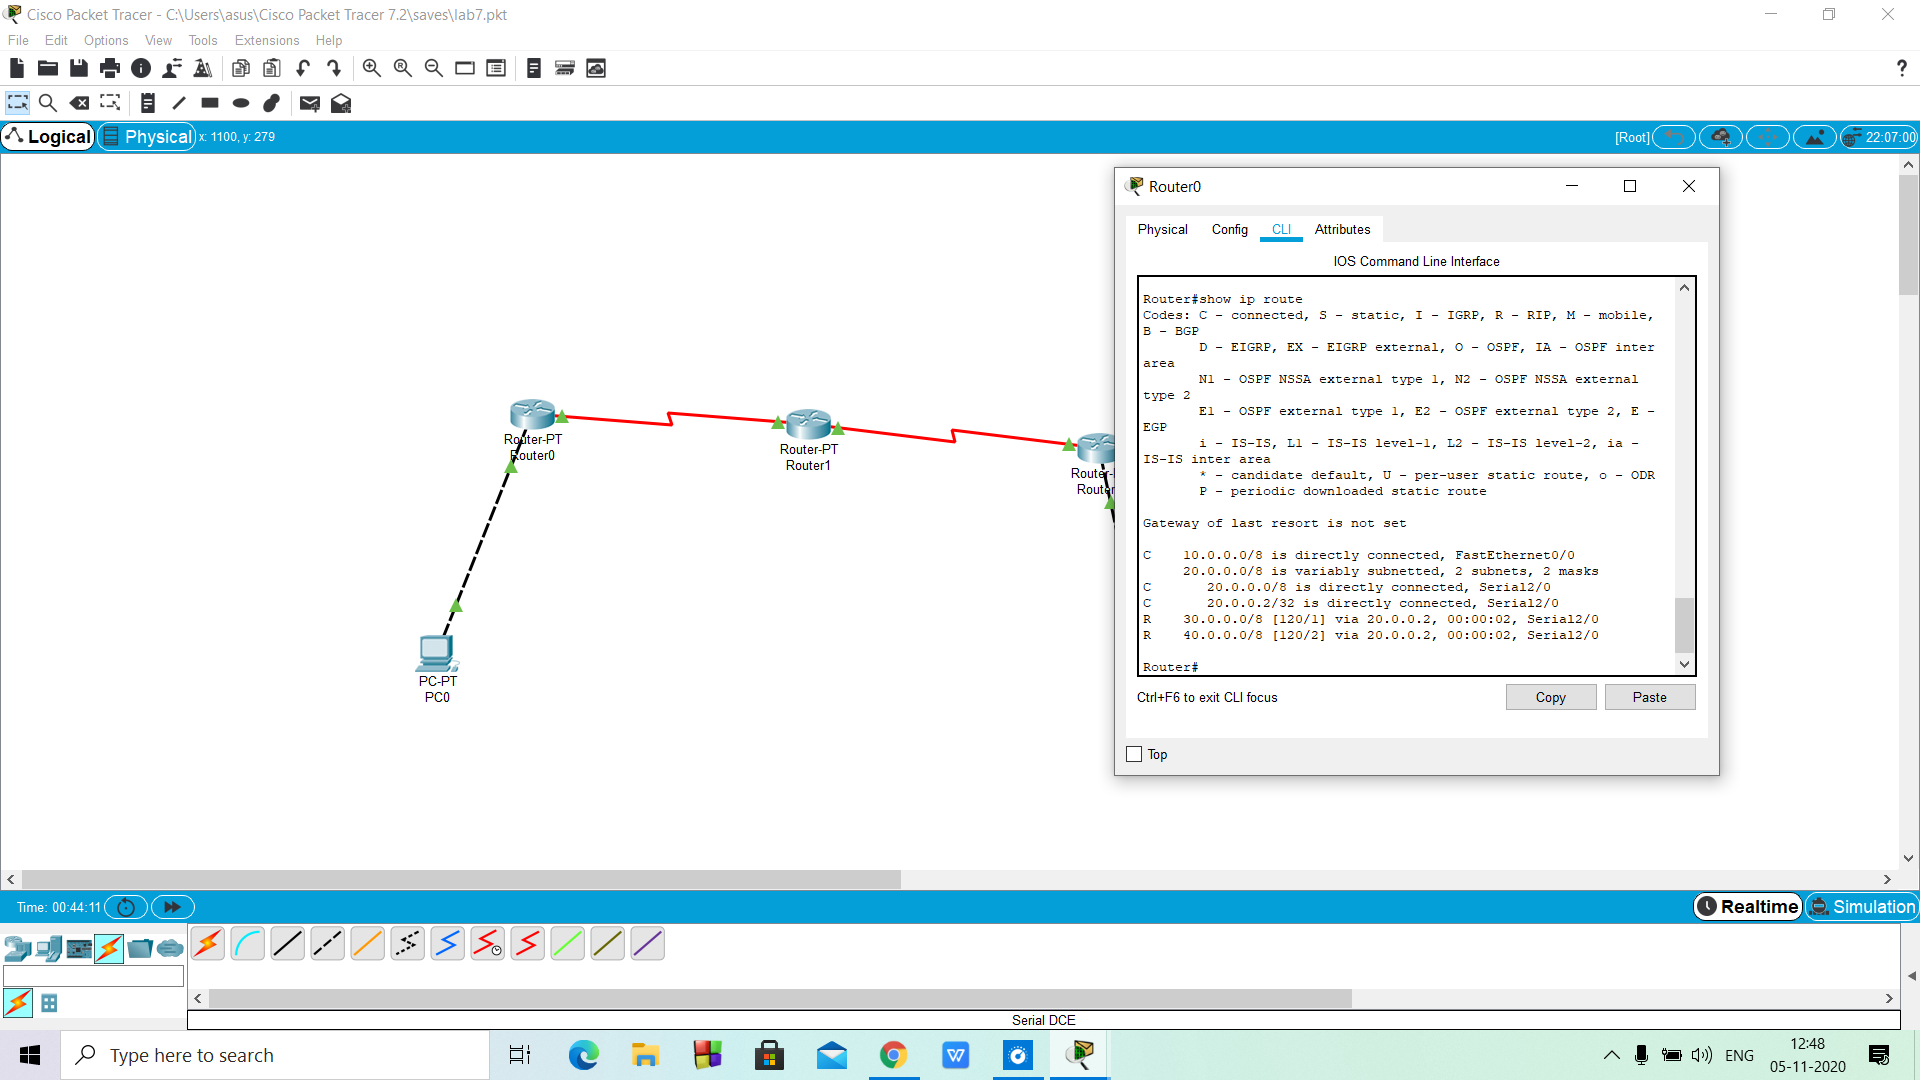 Cisco Packet Tracer - C:\Users\asus\Cisco Packet Tracer 7.2\saves\lab7.pkt
File Edit Options View Tools Extensions Help
Logical Physical x: 1100, y: 279
[Root] 22:07:00
Router-PT
Router0
Router-PT
Router1
Router-
Router
PC-PT
PC0
Router0
Physical Config CLI Attributes
IOS Command Line Interface
Router#show ip route
Codes: C - connected, S - static, I - IGRP, R - RIP, M - mobile,
B - BGP
D - EIGRP, EX - EIGRP external, O - OSPF, IA - OSPF inter
area
N1 - OSPF NSSA external type 1, N2 - OSPF NSSA external
type 2
E1 - OSPF external type 1, E2 - OSPF external type 2, E -
EGP
i - IS-IS, L1 - IS-IS level-1, L2 - IS-IS level-2, ia -
IS-IS inter area
* - candidate default, U - per-user static route, o - ODR
P - periodic downloaded static route
Gateway of last resort is not set
C 10.0.0.0/8 is directly connected, FastEthernet0/0
20.0.0.0/8 is variably subnetted, 2 subnets, 2 masks
C 20.0.0.0/8 is directly connected, Serial2/0
C 20.0.0.2/32 is directly connected, Serial2/0
R 30.0.0.0/8 [120/1] via 20.0.0.2, 00:00:02, Serial2/0
R 40.0.0.0/8 [120/2] via 20.0.0.2, 00:00:02, Serial2/0
Router#
Ctrl+F6 to exit CLI focus
Copy Paste
Top
Time: 00:44:11
Realtime Simulation
Serial DCE
Type here to search
ENG
12:48
05-11-2020